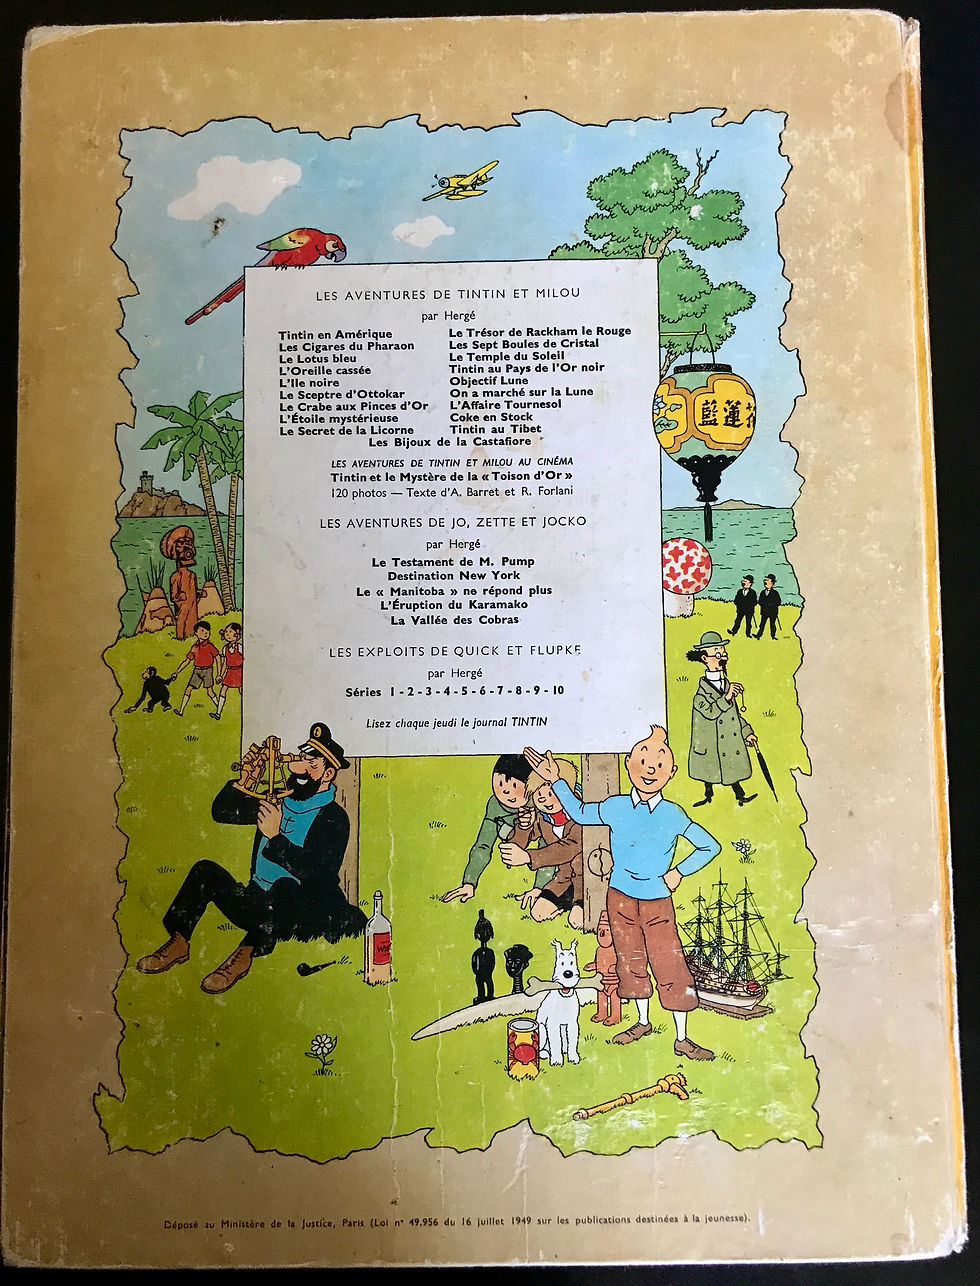 LES AVENTURES DE TINTIN ET MILOU
par Hergé
Tintin en Amérique
Les Cigares du Pharaon
Le Lotus bleu
L'Oreille cassée
L'Ile noire
Le Sceptre d'Ottokar
Le Crabe aux Pinces d'Or
L'Étoile mystérieuse
Le Secret de la Licorne
Le Trésor de Rackham le Rouge
Les Sept Boules de Cristal
Le Temple du Soleil
Tintin au Pays de l'Or noir
Objectif Lune
On a marché sur la Lune
L'Affaire Tournesol
Coke en Stock
Tintin au Tibet
Les Bijoux de la Castafiore
LES AVENTURES DE TINTIN ET MILOU AU CINÉMA
Tintin et le Mystère de la « Toison d'Or »
120 photos — Texte d'A. Barret et R. Forlani
LES AVENTURES DE JO, ZETTE ET JOCKO
par Hergé
Le Testament de M. Pump
Destination New York
Le « Manitoba » ne répond plus
L'Éruption du Karamako
La Vallée des Cobras
LES EXPLOITS DE QUICK ET FLUPKE
par Hergé
Séries 1 - 2 - 3 - 4 - 5 - 6 - 7 - 8 - 9 - 10
Lisez chaque jeudi le journal TINTIN
藍蓮
Déposé au Ministère de la Justice, Paris (Loi n° 49.956 du 16 juillet 1949 sur les publications destinées à la jeunesse).